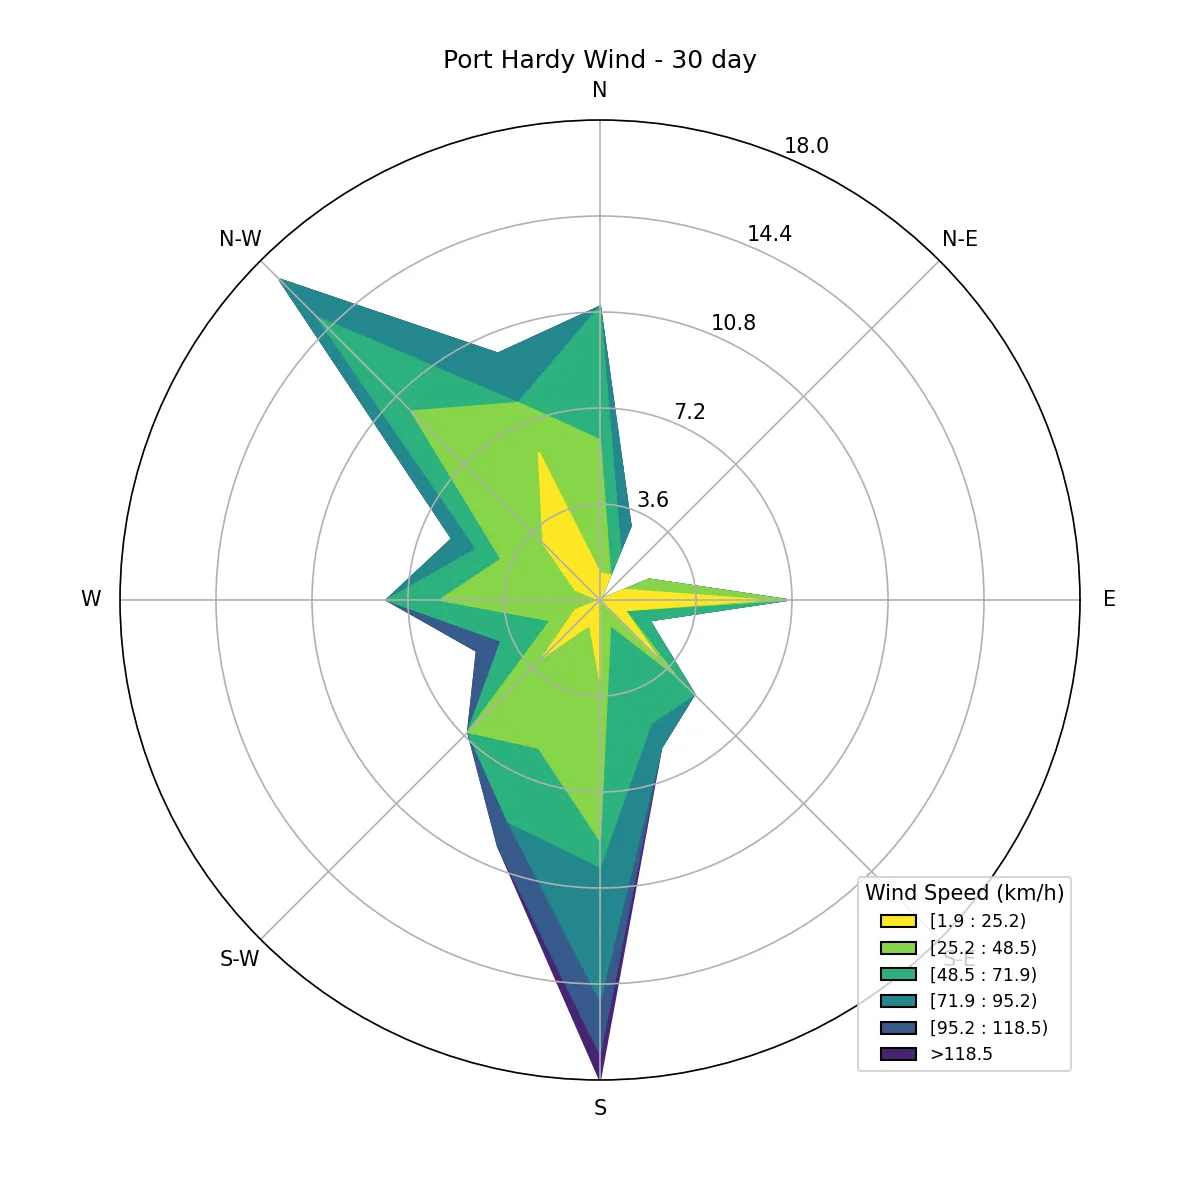 Port Hardy Wind - 30 day
N
18.0
14.4
N-W
N-E
10.8
7.2
3.6
W
E
Wind Speed (km/h)
[1.9 : 25.2)
[25.2 : 48.5)
S-W
S-E
[48.5 : 71.9)
[71.9 : 95.2)
[95.2 : 118.5)
>118.5
S